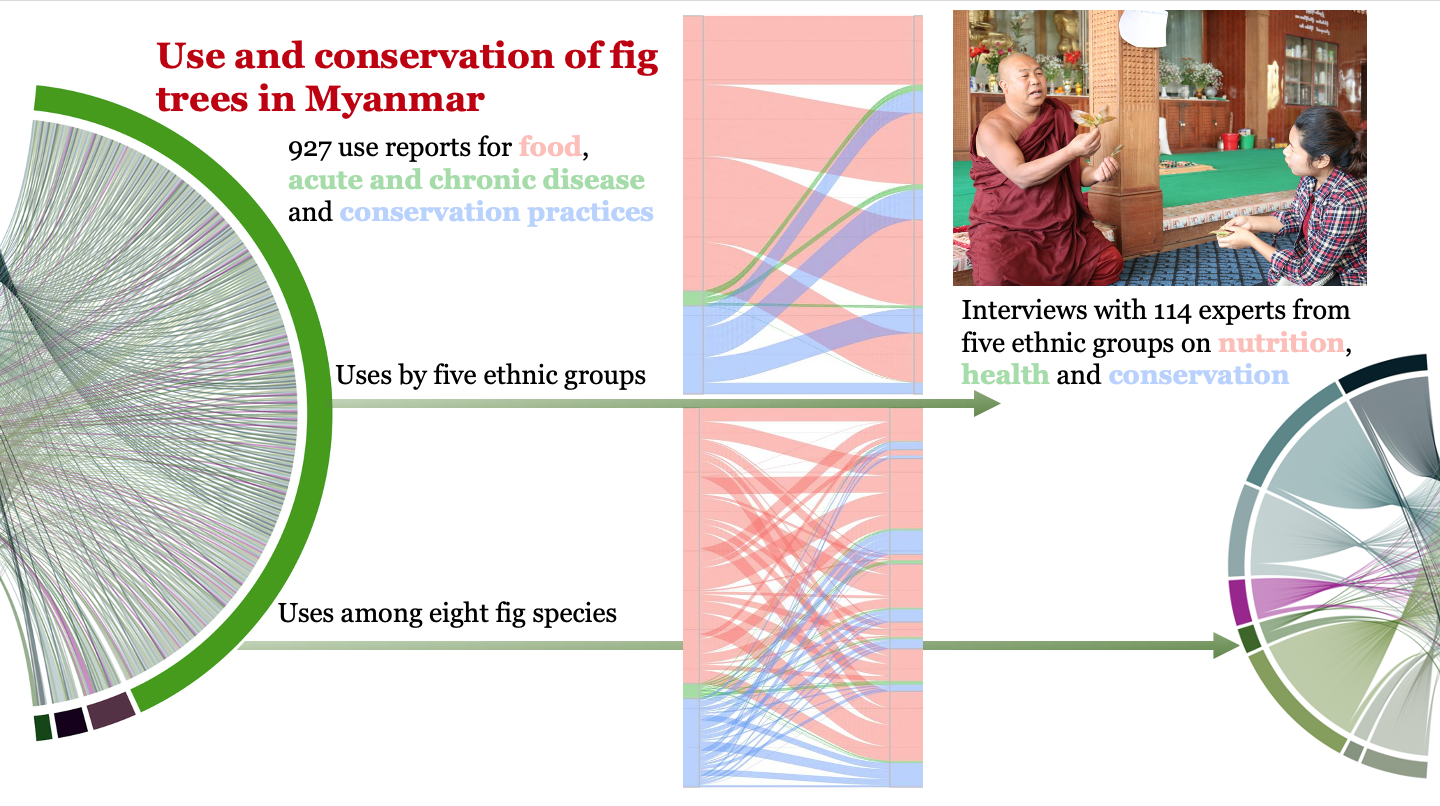 Use and conservation of fig
trees in Myanmar
927 use reports for food,
acute and chronic disease
and conservation practices
Interviews with 114 experts from
five ethnic groups on nutrition,
health and conservation
Uses by five ethnic groups
Uses among eight fig species